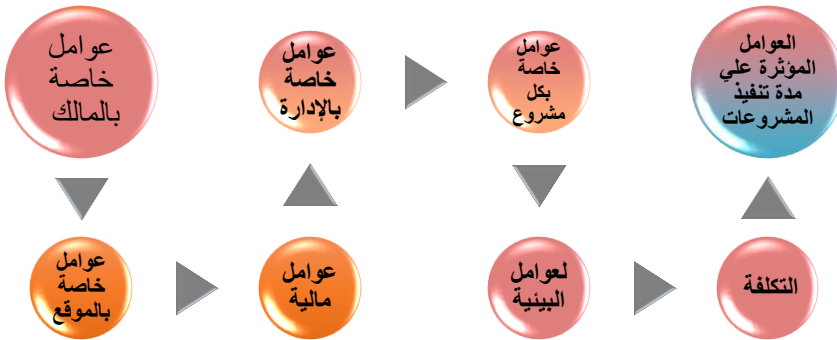 عوامل
خاصة
بالمالك
عوامل
خاصة
بالموقع
عوامل
مالية
عوامل
خاصة
بالإدارة
عوامل
خاصة
بكل
مشروع
لعوامل
البيئية
التكلفة
العوامل
المؤثرة علي
مدة تنفيذ
المشروعات